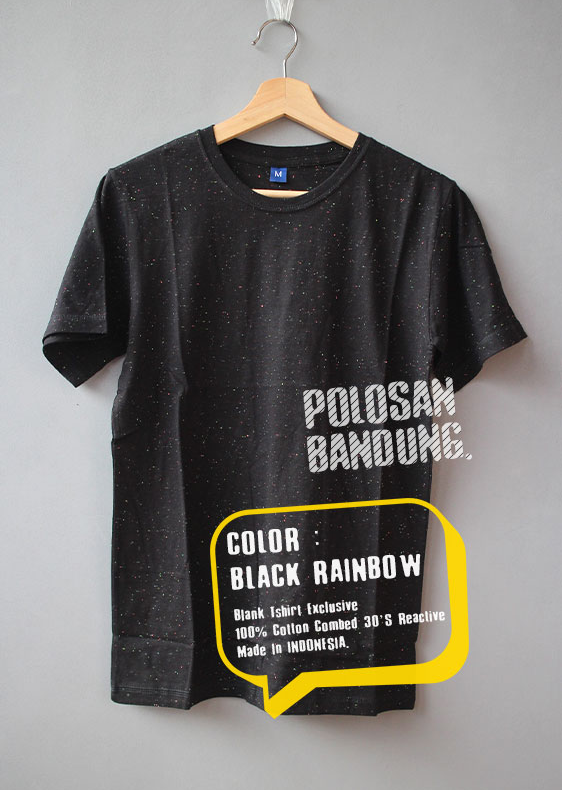 M
POLOSAN
BANDUNG.
COLOR :
BLACK RAINBOW
Blank Tshirt Exclusive
100% Cotton Combed 30'S Reactive
Made In INDONESIA.